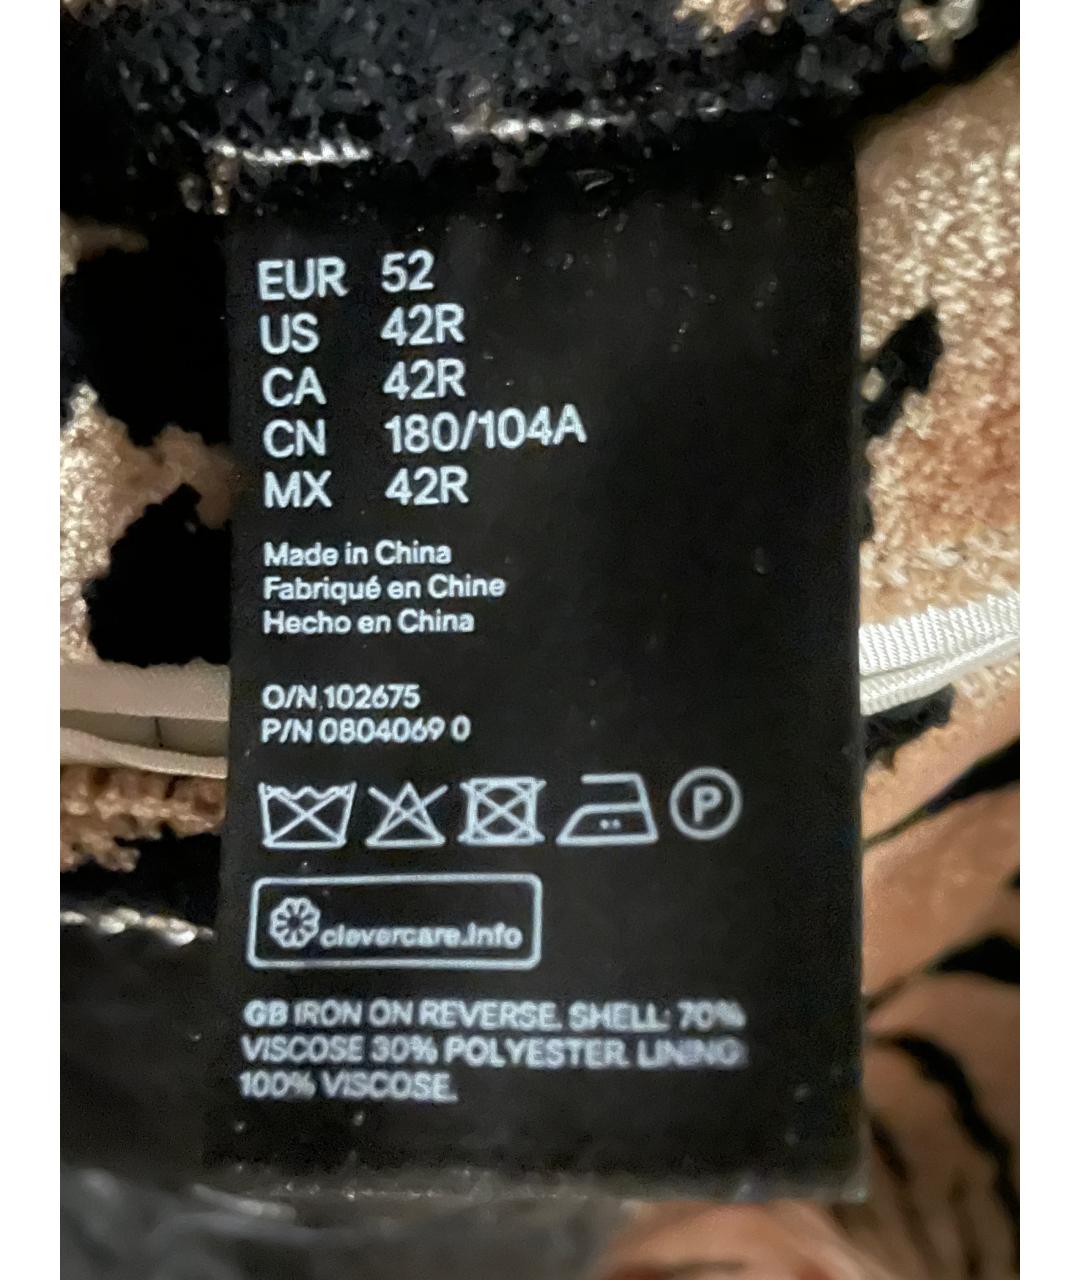 EUR 52
US 42R
CA 42R
CN 180/104A
MX 42R
Made in China
Fabriqué en Chine
Hecho en China
O/N 102675
P/N 0804069 0
P
clevercare.info
GB IRON ON REVERSE. SHELL: 70%
VISCOSE 30% POLYESTER. LINING:
100% VISCOSE.